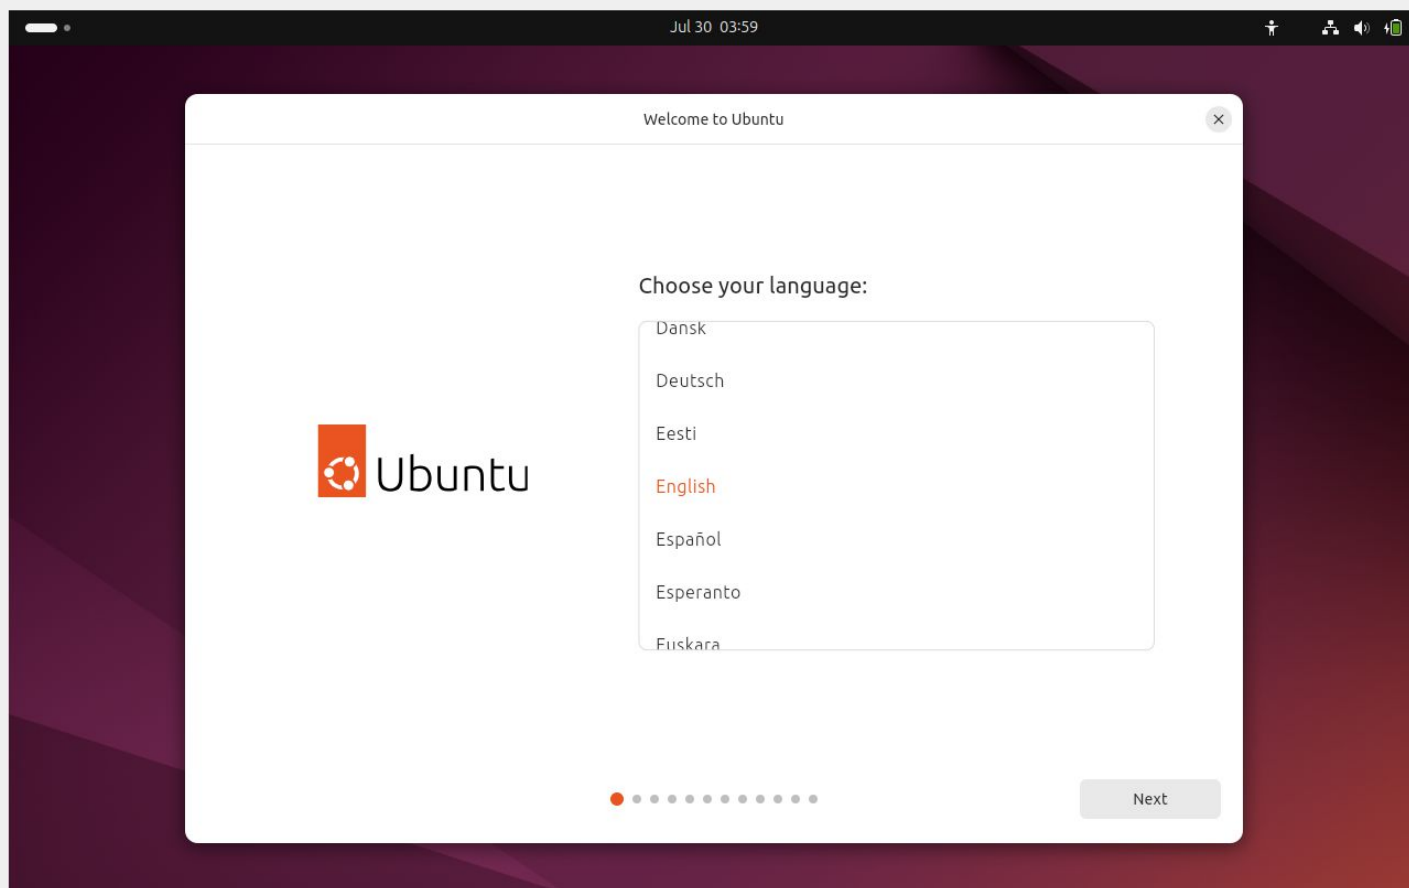 Jul 30 03:59
Welcome to Ubuntu
Choose your language:
Dansk
Deutsch
Eesti
English
Español
Esperanto
Euskara
Ubuntu
Next